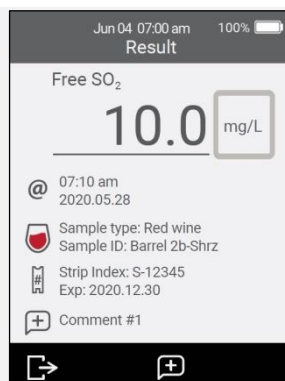 Jun 04 07:00 am 100%
Result
Free SO₂
10.0 mg/L
@ 07:10 am
2020.05.28
Sample type: Red wine
Sample ID: Barrel 2b-Shrz
# Strip Index: S-12345
Exp: 2020.12.30
Comment #1